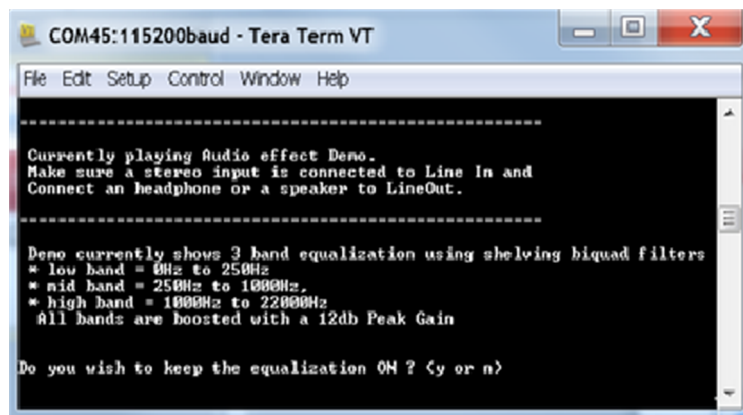 COM45:115200baud - Tera Term VT
File Edit Setup Control Window Help
------------------------------------------------------
Currently playing Audio effect Demo.
Make sure a stereo input is connected to Line In and
Connect an headphone or a speaker to LineOut.
------------------------------------------------------
Demo currently shows 3 band equalization using shelving biquad filters
* low band = 0Hz to 250Hz
* mid band = 250Hz to 1000Hz,
* high band = 1000Hz to 22000Hz
All bands are boosted with a 12db Peak Gain
Do you wish to keep the equalization ON ? (y or n)